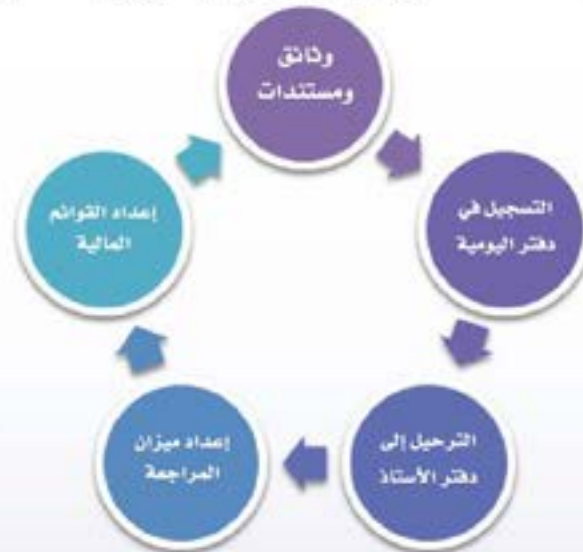 وثائق
ومستندات
التسجيل في
دفتر اليومية
الترحيل إلى
دفتر الأستاذ
إعداد ميزان
المراجعة
إعداد القوائم
المالية